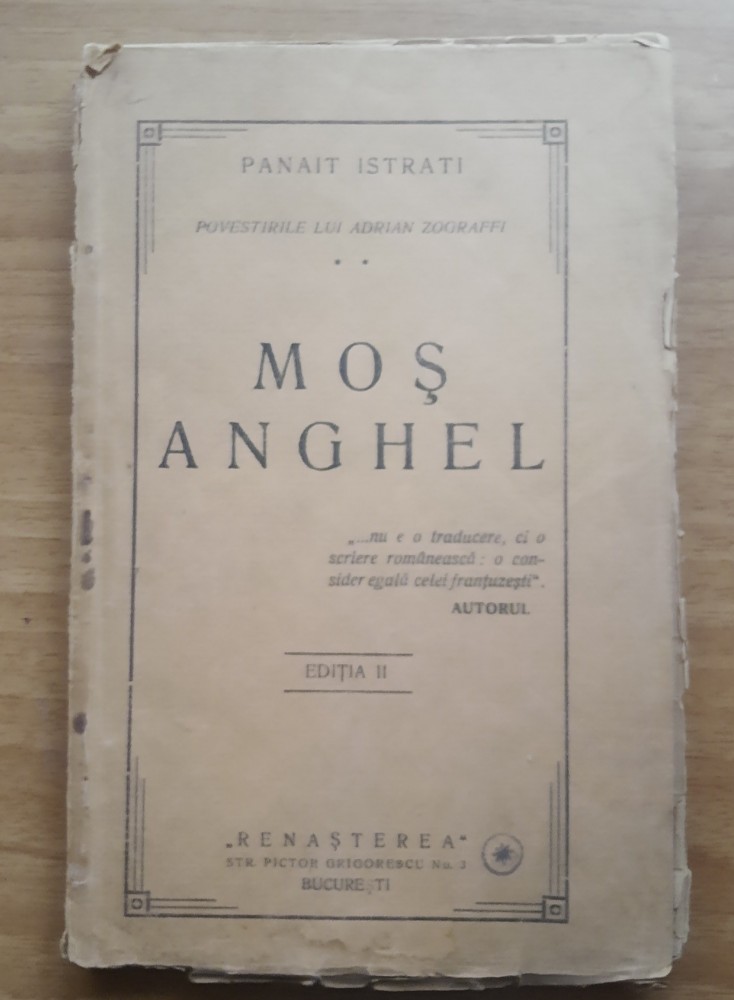 PANAIT ISTRATI
POVESTIRILE LUI ADRIAN ZOGRAFFI
* *
MOŞ
ANGHEL
„...nu e o traducere, ci o
scriere românească : o con-
sider egală celei franţuzeşti“.
AUTORUL
EDIŢIA II
„RENAŞTEREA“
STR. PICTOR GRIGORESCU No. 3
BUCUREŞTI